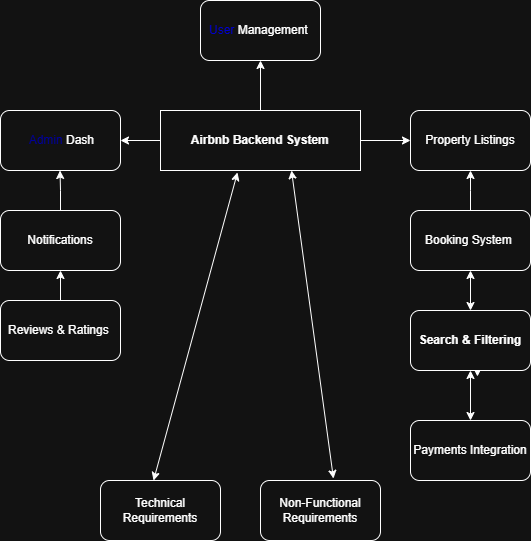 User Management
Admin Dash
Airbnb Backend System
Property Listings
Notifications
Booking System
Reviews & Ratings
Search & Filtering
Payments Integration
Technical
Requirements
Non-Functional
Requirements